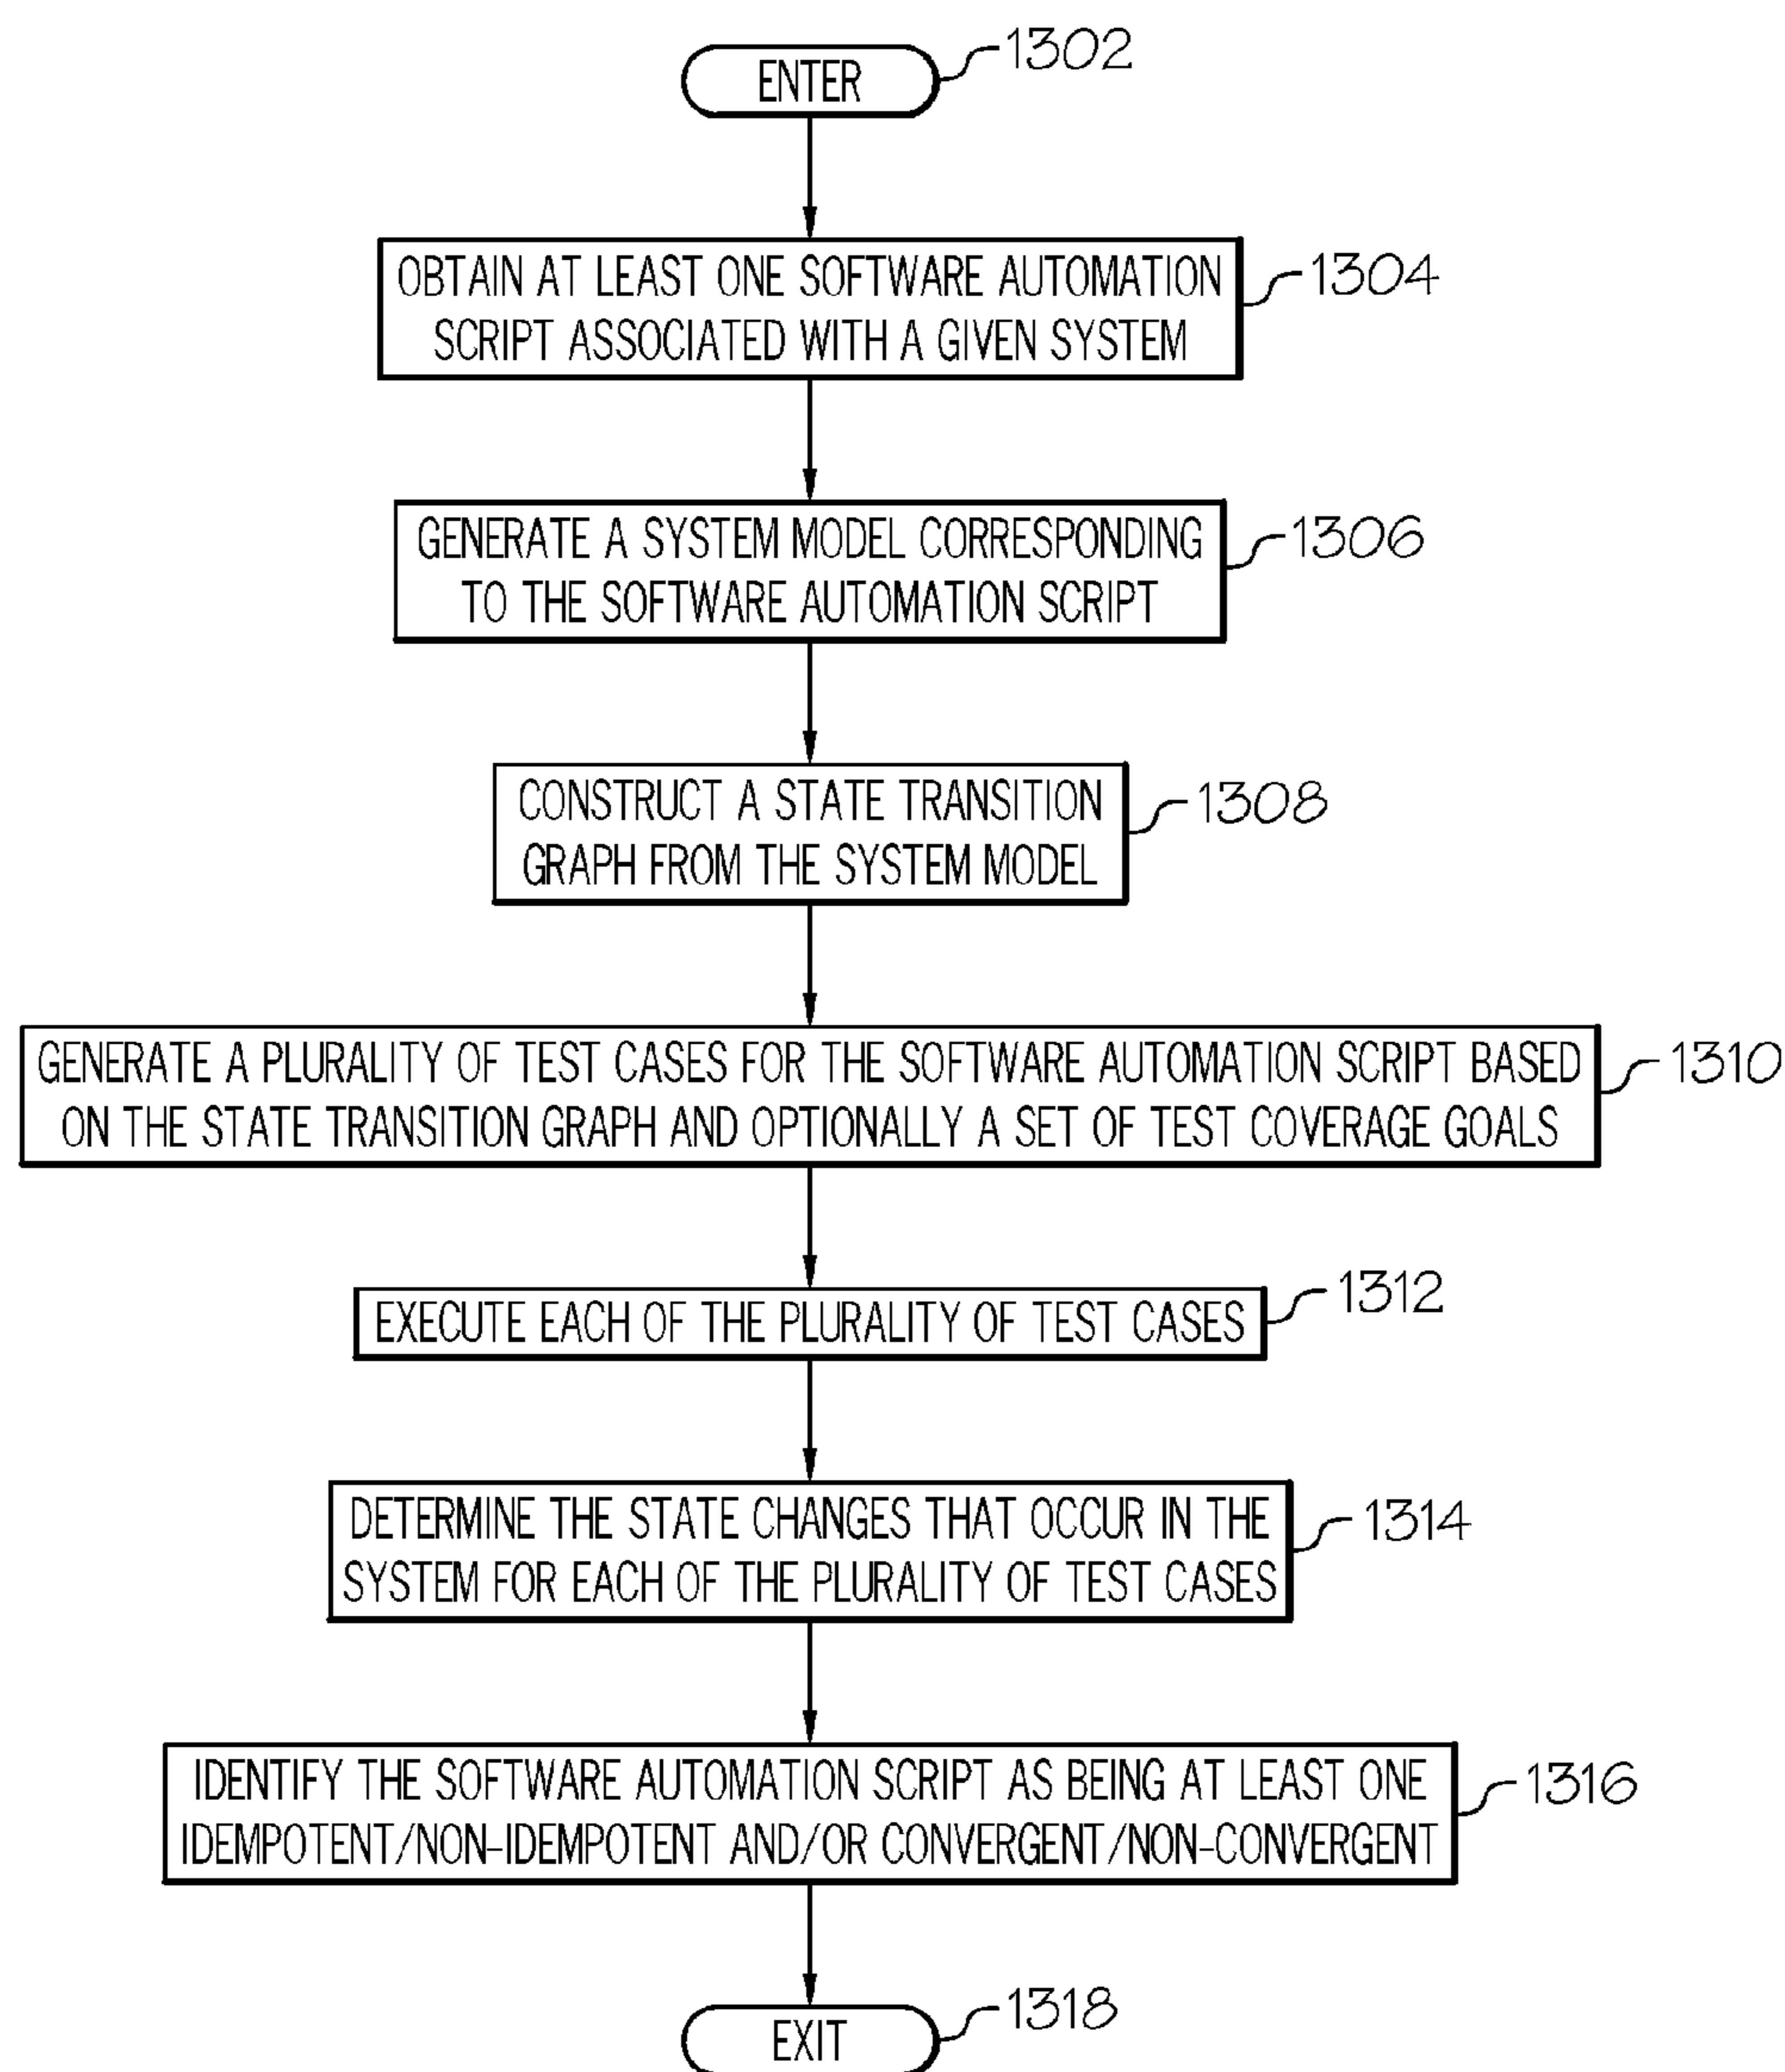 ENTER
1302
OBTAIN AT LEAST ONE SOFTWARE AUTOMATION
SCRIPT ASSOCIATED WITH A GIVEN SYSTEM
1304
GENERATE A SYSTEM MODEL CORRESPONDING
TO THE SOFTWARE AUTOMATION SCRIPT
1306
CONSTRUCT A STATE TRANSITION
GRAPH FROM THE SYSTEM MODEL
1308
GENERATE A PLURALITY OF TEST CASES FOR THE SOFTWARE AUTOMATION SCRIPT BASED
ON THE STATE TRANSITION GRAPH AND OPTIONALLY A SET OF TEST COVERAGE GOALS
1310
EXECUTE EACH OF THE PLURALITY OF TEST CASES
1312
DETERMINE THE STATE CHANGES THAT OCCUR IN THE
SYSTEM FOR EACH OF THE PLURALITY OF TEST CASES
1314
IDENTIFY THE SOFTWARE AUTOMATION SCRIPT AS BEING AT LEAST ONE
IDEMPOTENT/NON-IDEMPOTENT AND/OR CONVERGENT/NON-CONVERGENT
1316
EXIT
1318